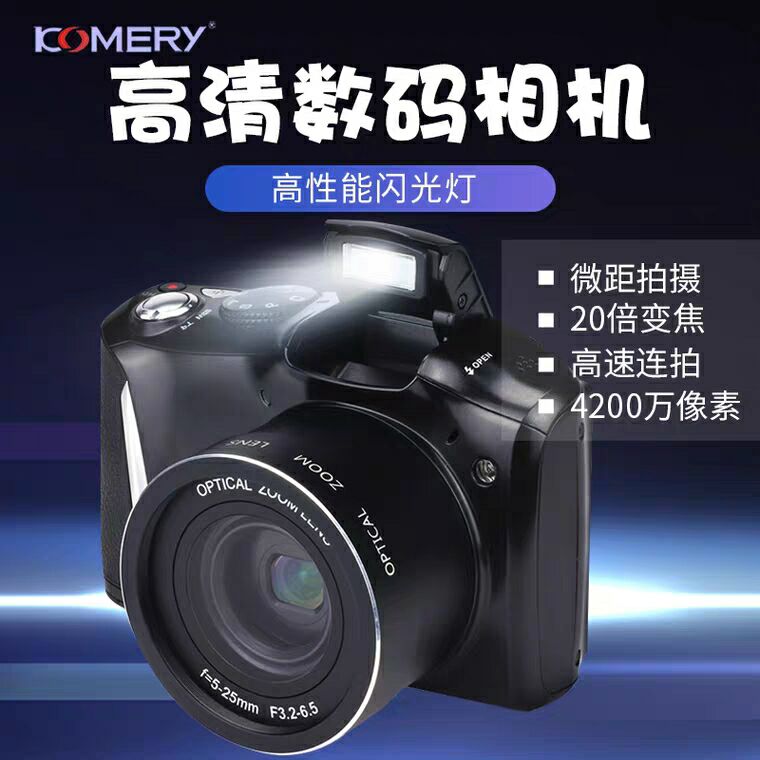 KOMERY®
高清数码相机
高性能闪光灯
微距拍摄
20倍变焦
高速连拍
4200万像素
OPEN
OPTICAL ZOOM LENS
OPTICAL ZOOM LENS
f=5-25mm F3.2-6.5